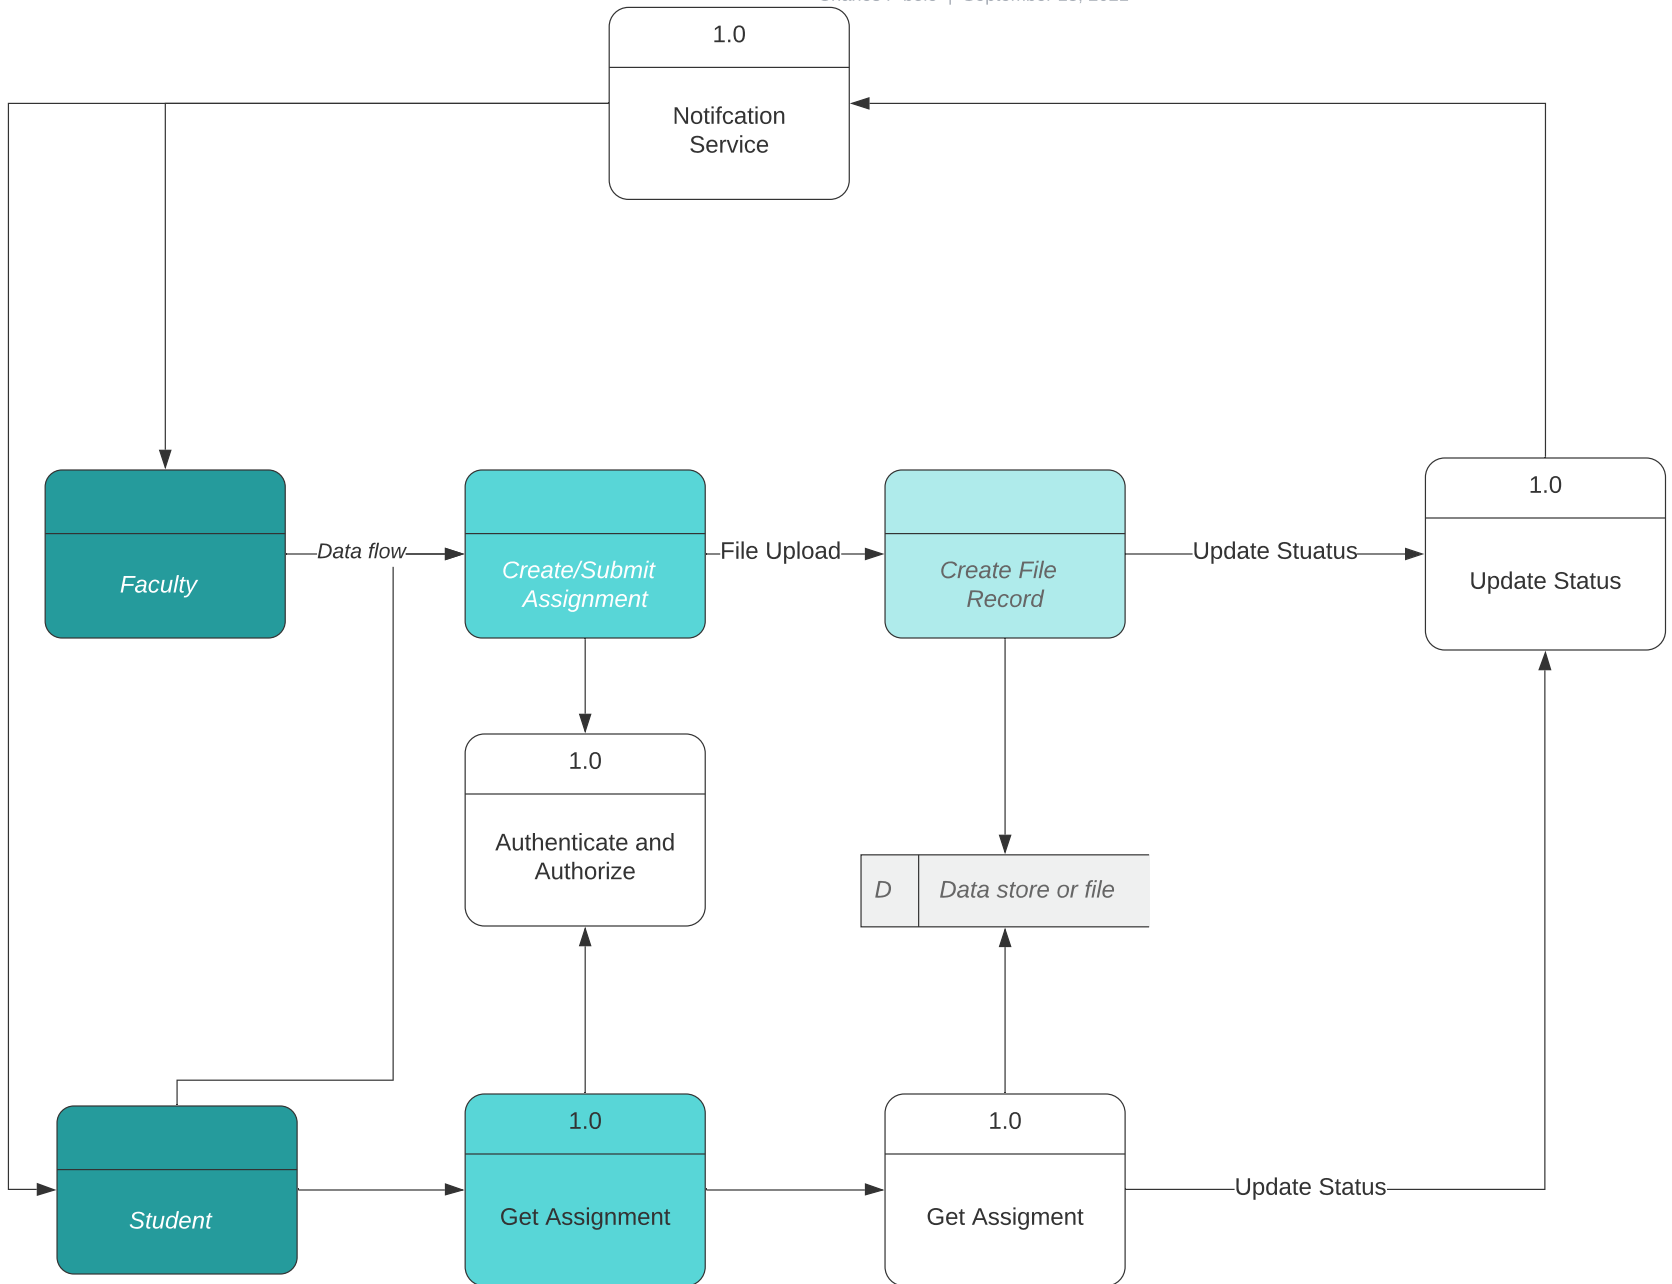 1.0
Notifcation
Service
Faculty
Data flow
Create/Submit
Assignment
File Upload
Create File
Record
Update Stuatus
1.0
Update Status
1.0
Authenticate and
Authorize
D
Data store or file
Student
1.0
Get Assignment
1.0
Get Assigment
Update Status